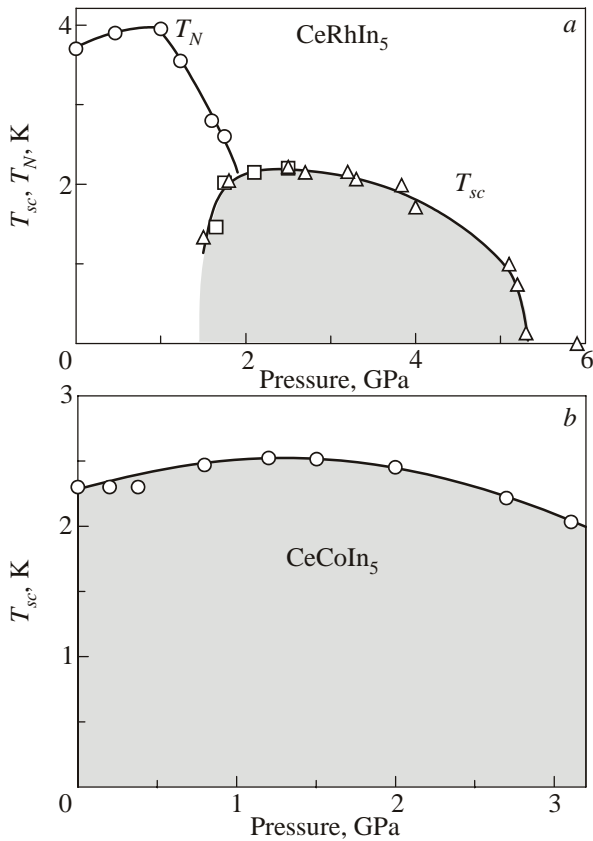 4
T_N
CeRhIn5
a
T_sc, T_N, K
2
T_sc
0
2
4
6
Pressure, GPa
3
b
T_sc, K
2
CeCoIn5
1
0
1
2
3
Pressure, GPa